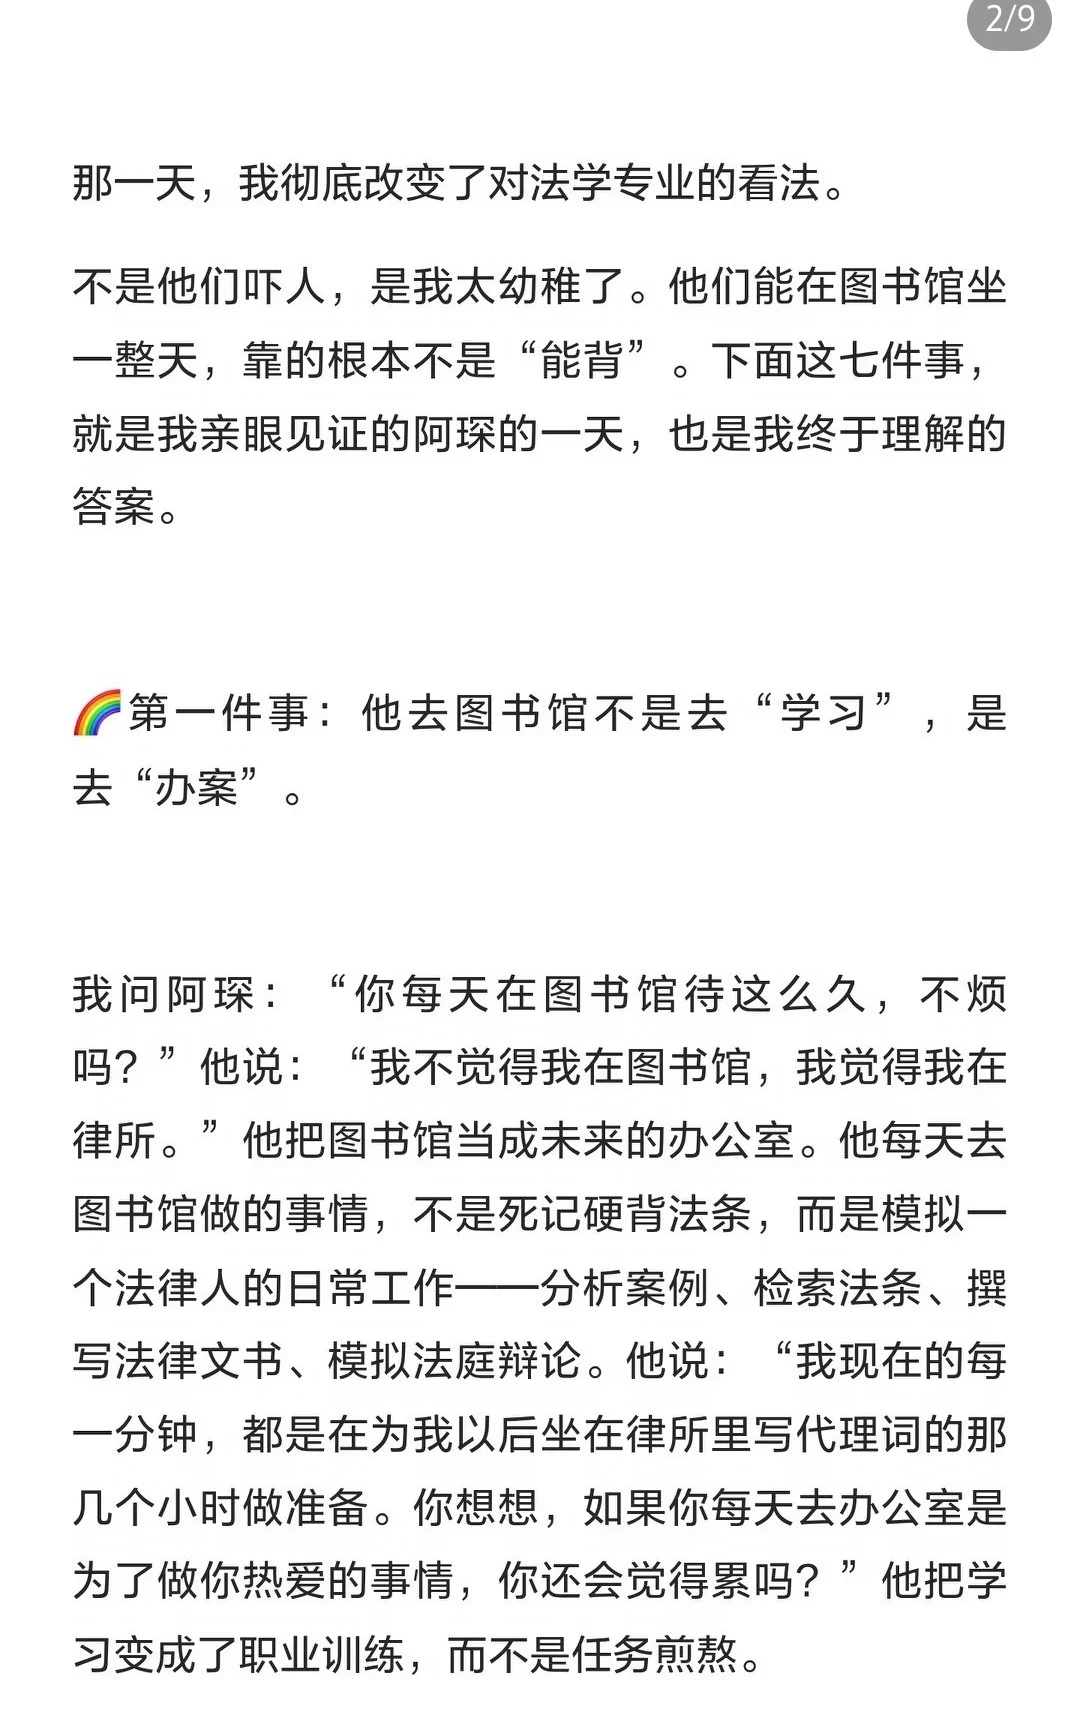 2/9
那一天，我彻底改变了对法学专业的看法。
不是他们吓人，是我太幼稚了。他们能在图书馆坐
一整天，靠的根本不是“能背”。下面这七件事，
就是我亲眼见证的阿琛的一天，也是我终于理解的
答案。
🌈第一件事：他去图书馆不是去“学习”，是
去“办案”。
我问阿琛：“你每天在图书馆待这么久，不烦
吗？”他说：“我不觉得我在图书馆，我觉得我在
律所。”他把图书馆当成未来的办公室。他每天去
图书馆做的事情，不是死记硬背法条，而是模拟一
个法律人的日常工作——分析案例、检索法条、撰
写法律文书、模拟法庭辩论。他说：“我现在的每
一分钟，都是在为我以后坐在律所里写代理词的那
几个小时做准备。你想想，如果你每天去办公室是
为了做你热爱的事情，你还会觉得累吗？”他把学
习变成了职业训练，而不是任务煎熬。